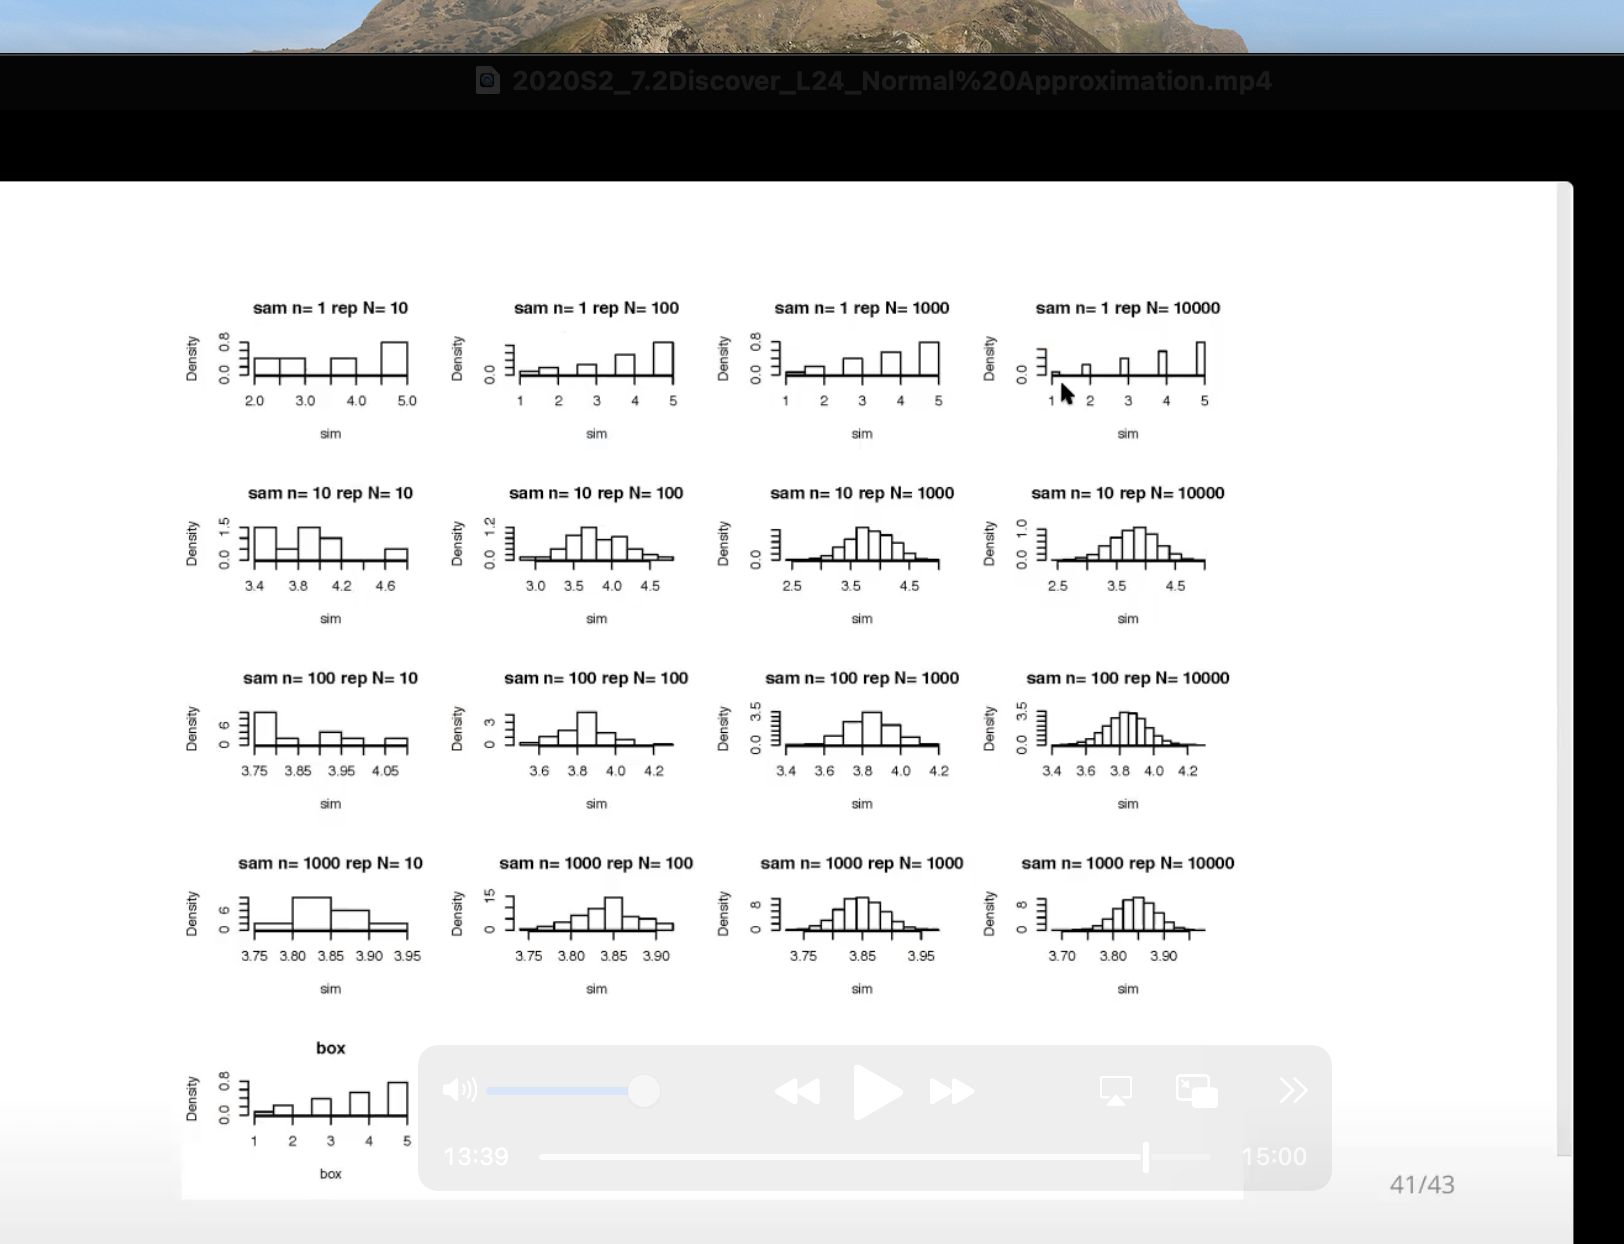 2020S2_7.2Discover_L24_Normal%20Approximation.mp4
sam n= 1 rep N= 10
sam n= 1 rep N= 100
sam n= 1 rep N= 1000
sam n= 1 rep N= 10000
Density
0.0 0.8
2.0 3.0 4.0 5.0
sim
Density
0.0
1 2 3 4 5
sim
Density
0.0 0.8
1 2 3 4 5
sim
Density
0.0
1 2 3 4 5
sim
sam n= 10 rep N= 10
sam n= 10 rep N= 100
sam n= 10 rep N= 1000
sam n= 10 rep N= 10000
Density
0.0 1.5
3.4 3.8 4.2 4.6
sim
Density
0.0 1.2
3.0 3.5 4.0 4.5
sim
Density
0.0
2.5 3.5 4.5
sim
Density
0.0 1.0
2.5 3.5 4.5
sim
sam n= 100 rep N= 10
sam n= 100 rep N= 100
sam n= 100 rep N= 1000
sam n= 100 rep N= 10000
Density
0 6
3.75 3.85 3.95 4.05
sim
Density
0 3
3.6 3.8 4.0 4.2
sim
Density
0.0 3.5
3.4 3.6 3.8 4.0 4.2
sim
Density
0.0 3.5
3.4 3.6 3.8 4.0 4.2
sim
sam n= 1000 rep N= 10
sam n= 1000 rep N= 100
sam n= 1000 rep N= 1000
sam n= 1000 rep N= 10000
Density
0 6
3.75 3.80 3.85 3.90 3.95
sim
Density
0 15
3.75 3.80 3.85 3.90
sim
Density
0 8
3.75 3.85 3.95
sim
Density
0 8
3.70 3.80 3.90
sim
box
Density
0.0 0.8
1 2 3 4 5
box
13:39
15:00
41/43